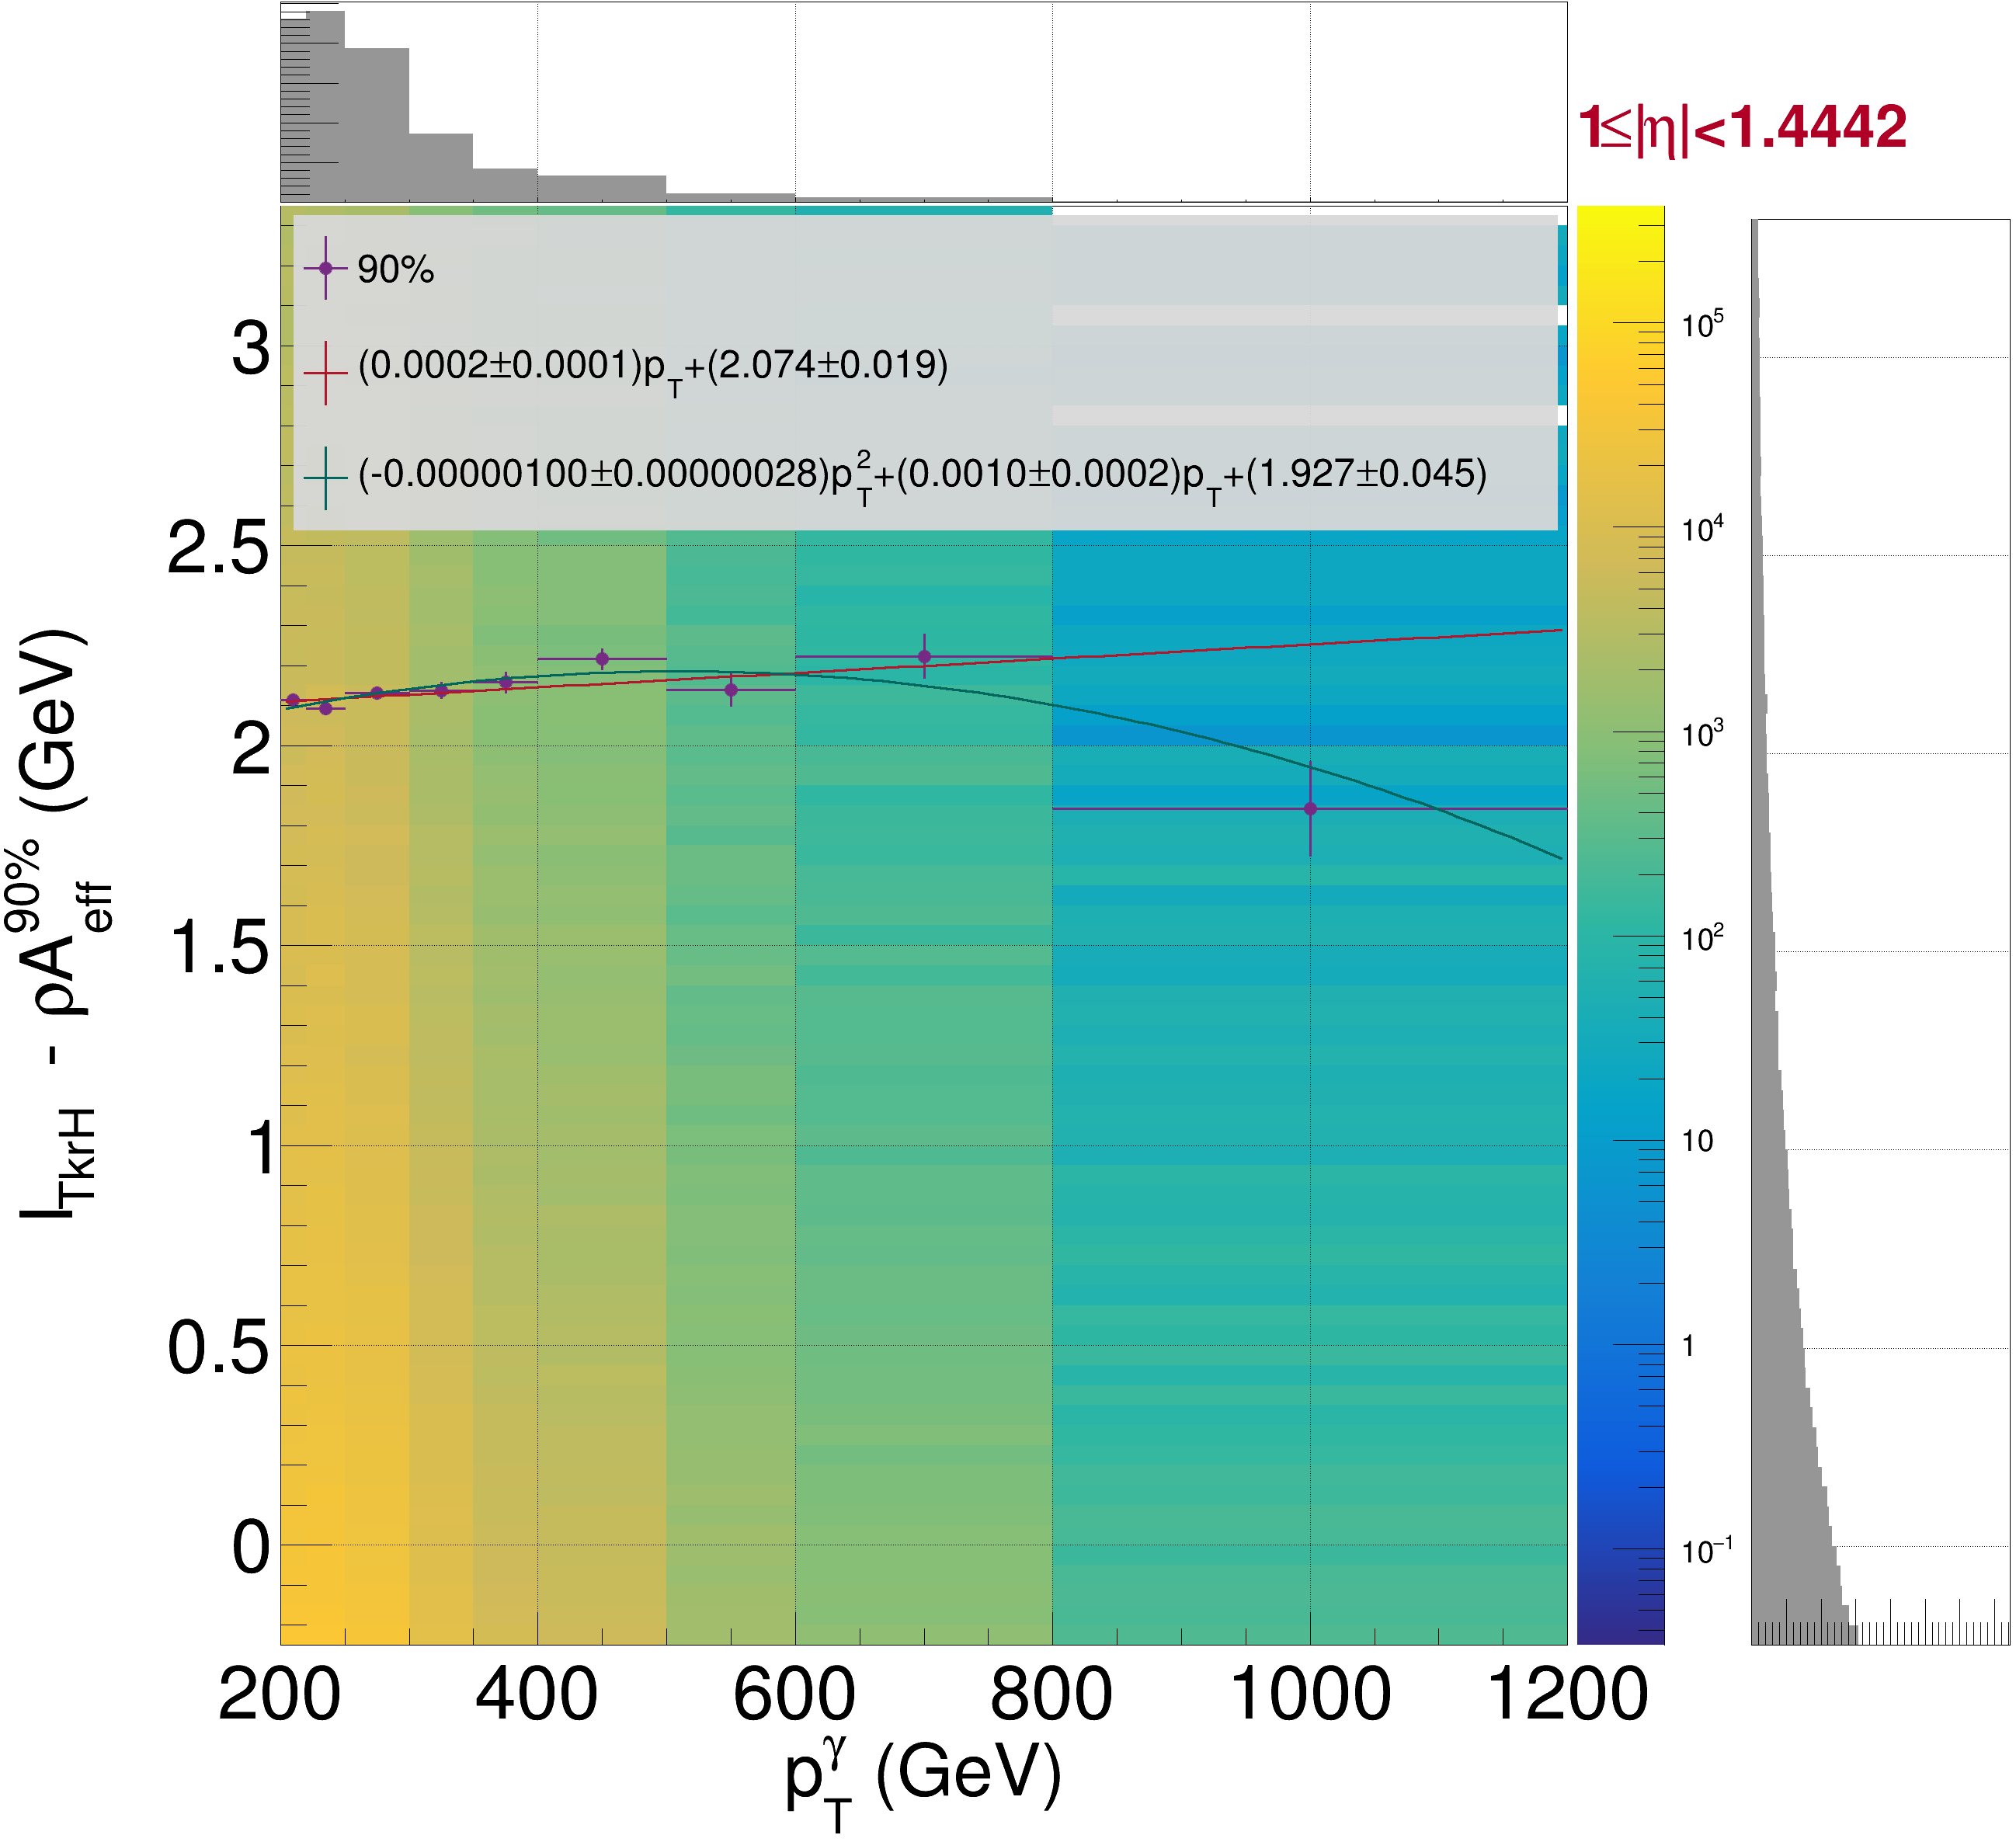 1≤|η|<1.4442
90%
(0.0002±0.0001)p_T+(2.074±0.019)
(-0.00000100±0.00000028)p_T^2+(0.0010±0.0002)p_T+(1.927±0.045)
3
2.5
2
1.5
1
0.5
0
I_TkrH - ρA_eff^90% (GeV)
200 400 600 800 1000 1200
p_T^γ (GeV)
10^5
10^4
10^3
10^2
10
1
10^−1